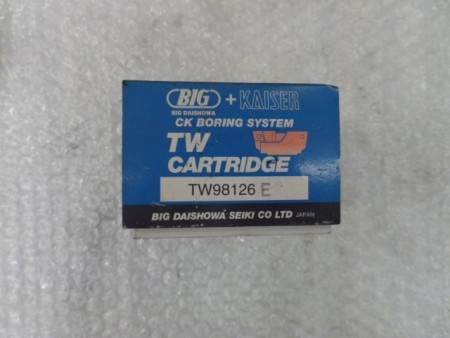 BIG + KAISER
BIG DAISHOWA
CK BORING SYSTEM
TW
CARTRIDGE
TW98126 E
BIG DAISHOWA SEIKI CO LTD JAPAN